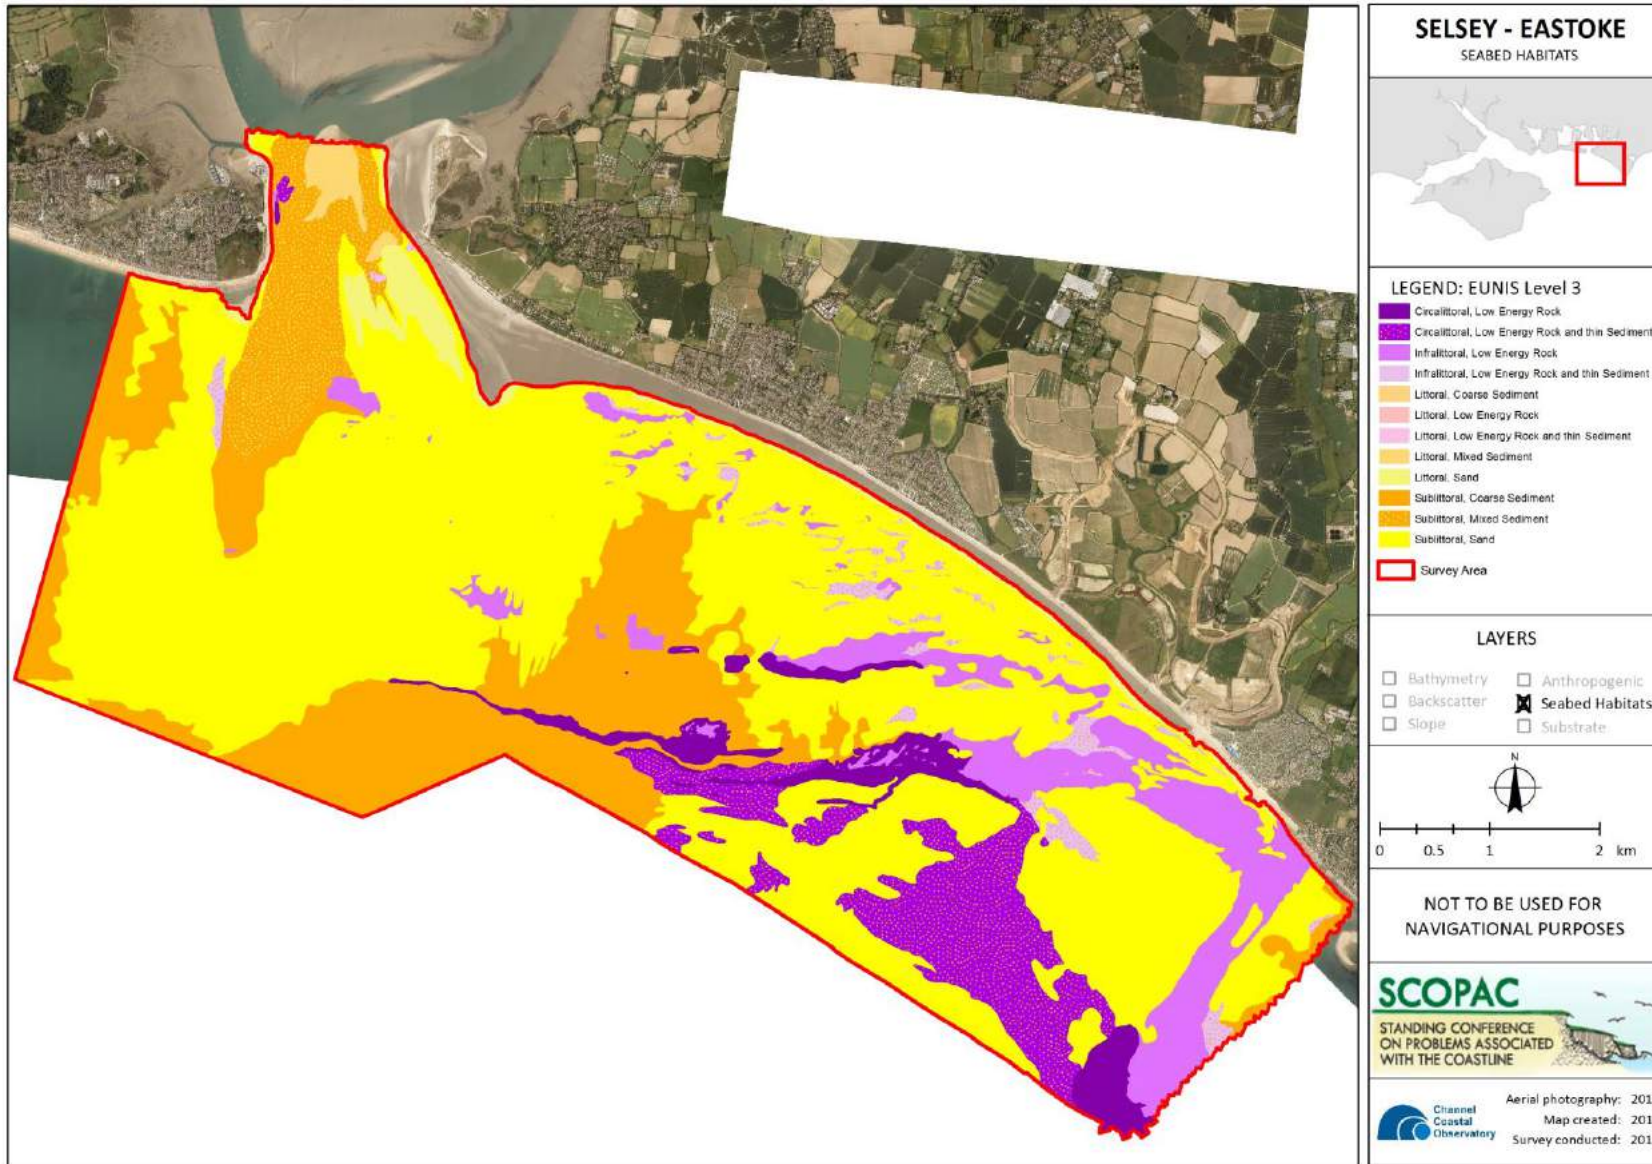 SELSEY - EASTOKE
SEABED HABITATS
LEGEND: EUNIS Level 3
Circalittoral, Low Energy Rock
Circalittoral, Low Energy Rock and thin Sediment
Infralittoral, Low Energy Rock
Infralittoral, Low Energy Rock and thin Sediment
Littoral, Coarse Sediment
Littoral, Low Energy Rock
Littoral, Low Energy Rock and thin Sediment
Littoral, Mixed Sediment
Littoral, Sand
Sublittoral, Coarse Sediment
Sublittoral, Mixed Sediment
Sublittoral, Sand
Survey Area
LAYERS
Bathymetry
Anthropogenic
Backscatter
Seabed Habitats
Slope
Substrate
N
0 0.5 1 2 km
NOT TO BE USED FOR
NAVIGATIONAL PURPOSES
SCOPAC
STANDING CONFERENCE
ON PROBLEMS ASSOCIATED
WITH THE COASTLINE
Channel
Coastal
Observatory
Aerial photography: 201
Map created: 201
Survey conducted: 201